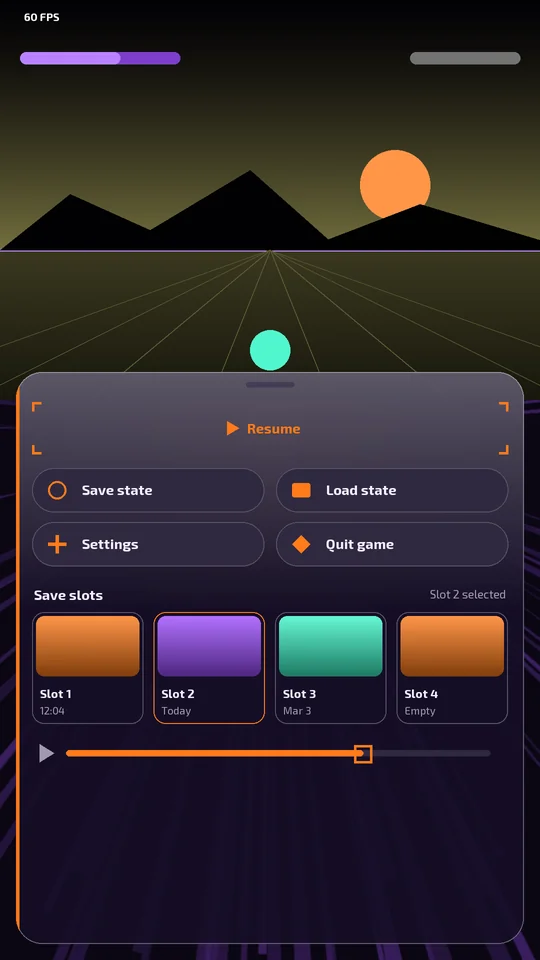 60 FPS
Resume
Save state
Load state
Settings
Quit game
Save slots
Slot 2 selected
Slot 1
12:04
Slot 2
Today
Slot 3
Mar 3
Slot 4
Empty